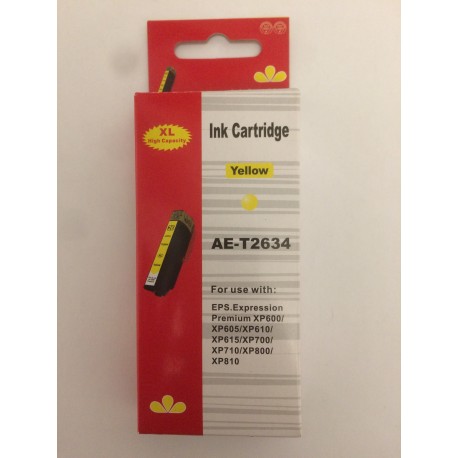 XL
High Capacity
Ink Cartridge
Yellow
AE-T2634
For use with:
EPS.Expression
Premium XP600/
XP605/XP610/
XP615/XP700/
XP710/XP800/
XP810